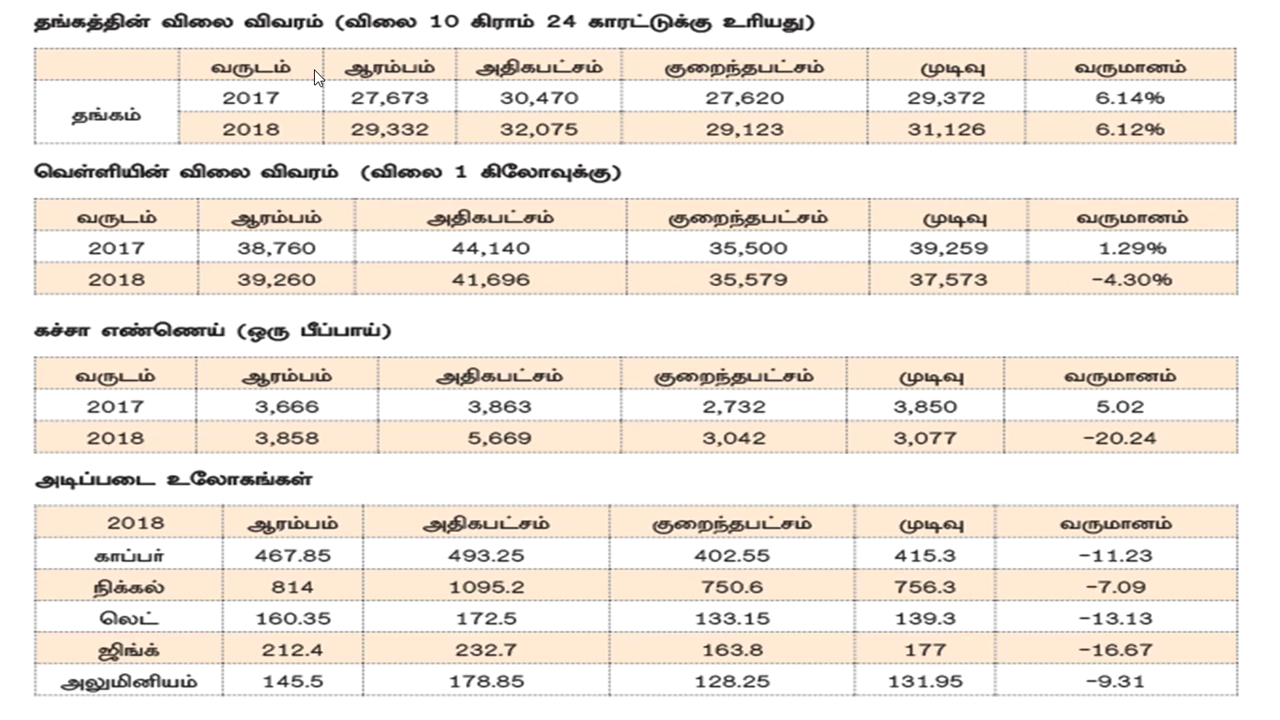 தங்கத்தின் விலை விவரம் (விலை 10 கிராம் 24 காரட்டுக்கு உரியது)
வருடம் ஆரம்பம் அதிகபட்சம் குறைந்தபட்சம் முடிவு வருமானம்
தங்கம் 2017 27,673 30,470 27,620 29,372 6.14%
2018 29,332 32,075 29,123 31,126 6.12%
வெள்ளியின் விலை விவரம் (விலை 1 கிலோவுக்கு)
வருடம் ஆரம்பம் அதிகபட்சம் குறைந்தபட்சம் முடிவு வருமானம்
2017 38,760 44,140 35,500 39,259 1.29%
2018 39,260 41,696 35,579 37,573 -4.30%
கச்சா எண்ணெய் (ஒரு பீப்பாய்)
வருடம் ஆரம்பம் அதிகபட்சம் குறைந்தபட்சம் முடிவு வருமானம்
2017 3,666 3,863 2,732 3,850 5.02
2018 3,858 5,669 3,042 3,077 -20.24
அடிப்படை உலோகங்கள்
2018 ஆரம்பம் அதிகபட்சம் குறைந்தபட்சம் முடிவு வருமானம்
காப்பர் 467.85 493.25 402.55 415.3 -11.23
நிக்கல் 814 1095.2 750.6 756.3 -7.09
லெட் 160.35 172.5 133.15 139.3 -13.13
ஜிங்க் 212.4 232.7 163.8 177 -16.67
அலுமினியம் 145.5 178.85 128.25 131.95 -9.31